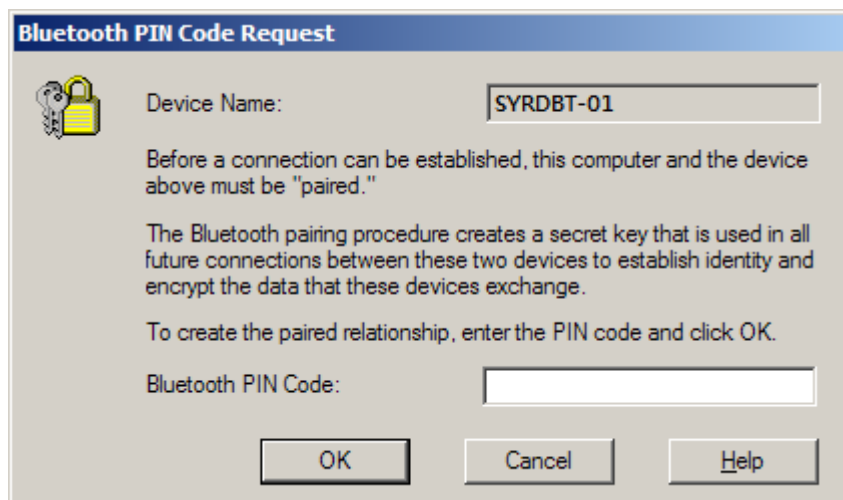 Bluetooth PIN Code Request
Device Name: SYRDBT-01
Before a connection can be established, this computer and the device
above must be "paired."
The Bluetooth pairing procedure creates a secret key that is used in all
future connections between these two devices to establish identity and
encrypt the data that these devices exchange.
To create the paired relationship, enter the PIN code and click OK.
Bluetooth PIN Code:
OK Cancel Help